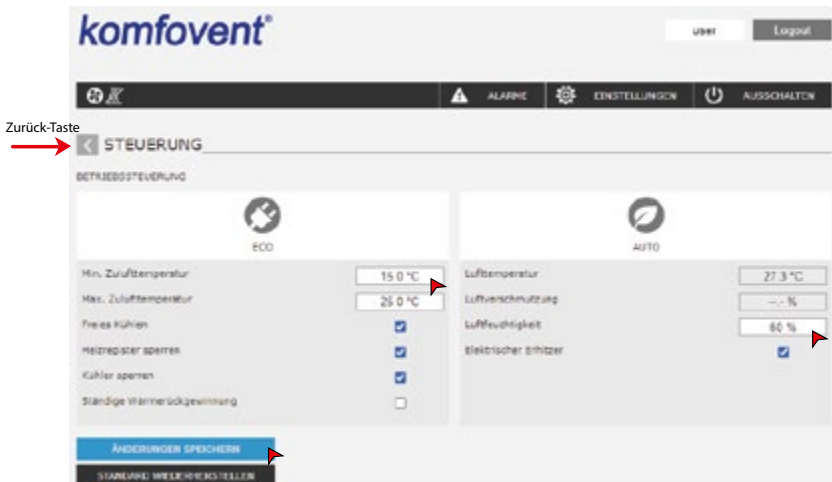 komfovent®
user Logout
ALARME EINSTELLUNGEN AUSSCHALTEN
Zurück-Taste
STEUERUNG
BETRIEBSSTEUERUNG
ECO AUTO
Min. Zulufttemperatur 15.0 °C Lufttemperatur 27.3 °C
Max. Zulufttemperatur 25.0 °C Luftverschmutzung --.- %
Freies Kühlen Luftfeuchtigkeit 60 %
Heizregister sperren Elektrischer Erhitzer
Kühler sperren
Ständige Wärmerückgewinnung
ÄNDERUNGEN SPEICHERN
STANDARD WIEDERHERSTELLEN